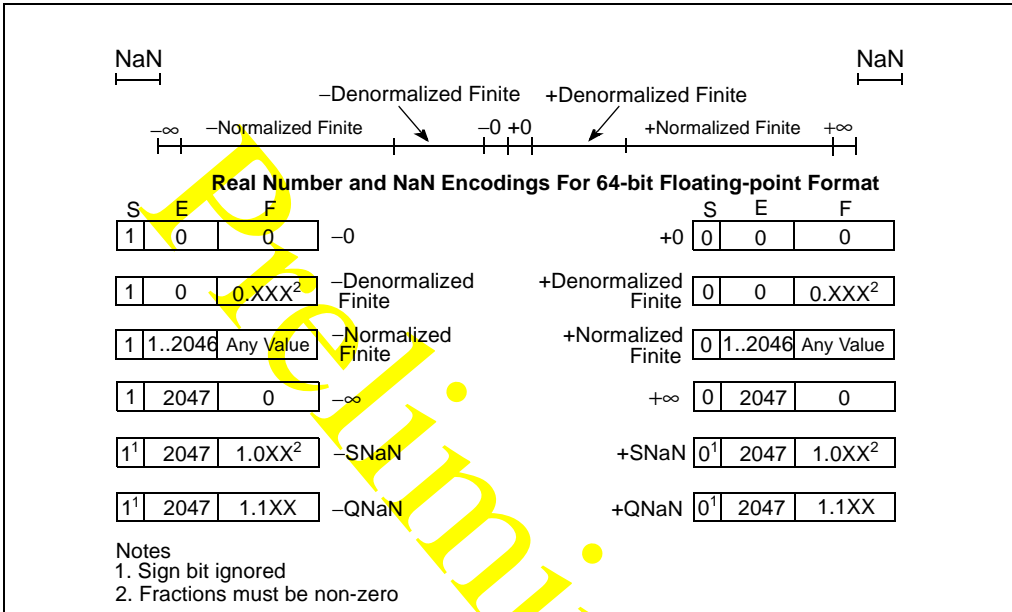 NaN NaN
−Denormalized Finite +Denormalized Finite
−∞ −Normalized Finite −0 +0 +Normalized Finite +∞
Real Number and NaN Encodings For 64-bit Floating-point Format
S E F S E F
1 0 0 −0 +0 0 0 0
1 0 0.XXX² −Denormalized Finite +Denormalized Finite 0 0 0.XXX²
1 1..2046 Any Value −Normalized Finite +Normalized Finite 0 1..2046 Any Value
1 2047 0 −∞ +∞ 0 2047 0
1¹ 2047 1.0XX² −SNaN +SNaN 0¹ 2047 1.0XX²
1¹ 2047 1.1XX −QNaN +QNaN 0¹ 2047 1.1XX
Notes
1. Sign bit ignored
2. Fractions must be non-zero
Prelimi